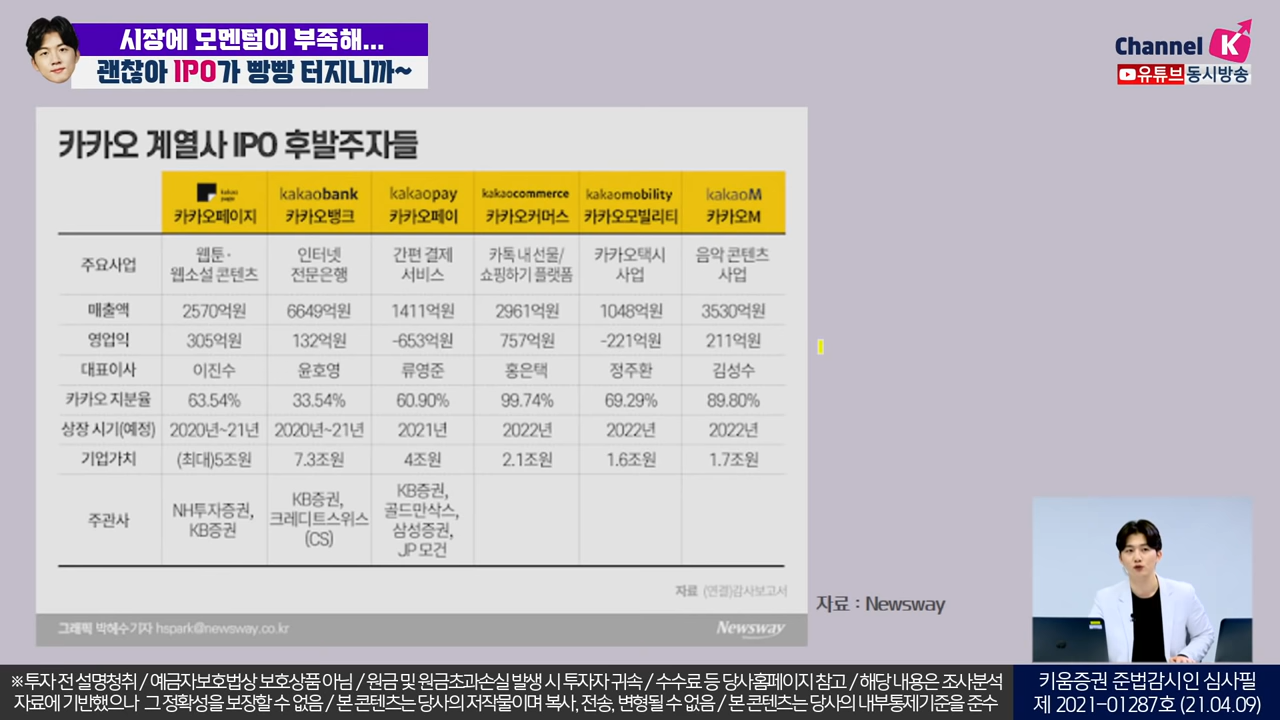 시장에 모멘텀이 부족해...
괜찮아 IPO가 빵빵 터지니까~
Channel K
유튜브동시방송
카카오 계열사 IPO 후발주자들
kakao page kakaobank kakaopay kakaocommerce kakaomobility kakaoM
카카오페이지 카카오뱅크 카카오페이 카카오커머스 카카오모빌리티 카카오M
주요사업 웹툰· 웹소설 콘텐츠 인터넷 전문은행 간편 결제 서비스 카톡 내 선물/ 쇼핑하기 플랫폼 카카오택시 사업 음악 콘텐츠 사업
매출액 2570억원 6649억원 1411억원 2961억원 1048억원 3530억원
영업익 305억원 132억원 -653억원 757억원 -221억원 211억원
대표이사 이진수 윤호영 류영준 홍은택 정주환 김성수
카카오 지분율 63.54% 33.54% 60.90% 99.74% 69.29% 89.80%
상장 시기(예정) 2020년~21년 2020년~21년 2021년 2022년 2022년 2022년
기업가치 (최대)5조원 7.3조원 4조원 2.1조원 1.6조원 1.7조원
주관사 NH투자증권, KB증권 KB증권, 크레디트스위스 (CS) KB증권, 골드만삭스, 삼성증권, JP 모건
자료 (연결)감사보고서
그래픽 박혜수기자 hspark@newsway.co.kr
Newsway
자료 : Newsway
※투자 전 설명청취 / 예금자보호법상 보호상품 아님 / 원금 및 원금초과손실 발생 시 투자자 귀속 / 수수료 등 당사홈페이지 참고 / 해당 내용은 조사분석
자료에 기반했으나 그 정확성을 보장할 수 없음 / 본 콘텐츠는 당사의 저작물이며 복사, 전송, 변형될 수 없음 / 본 콘텐츠는 당사의 내부통제기준을 준수
키움증권 준법감시인 심사필
제 2021-01287호 (21.04.09)